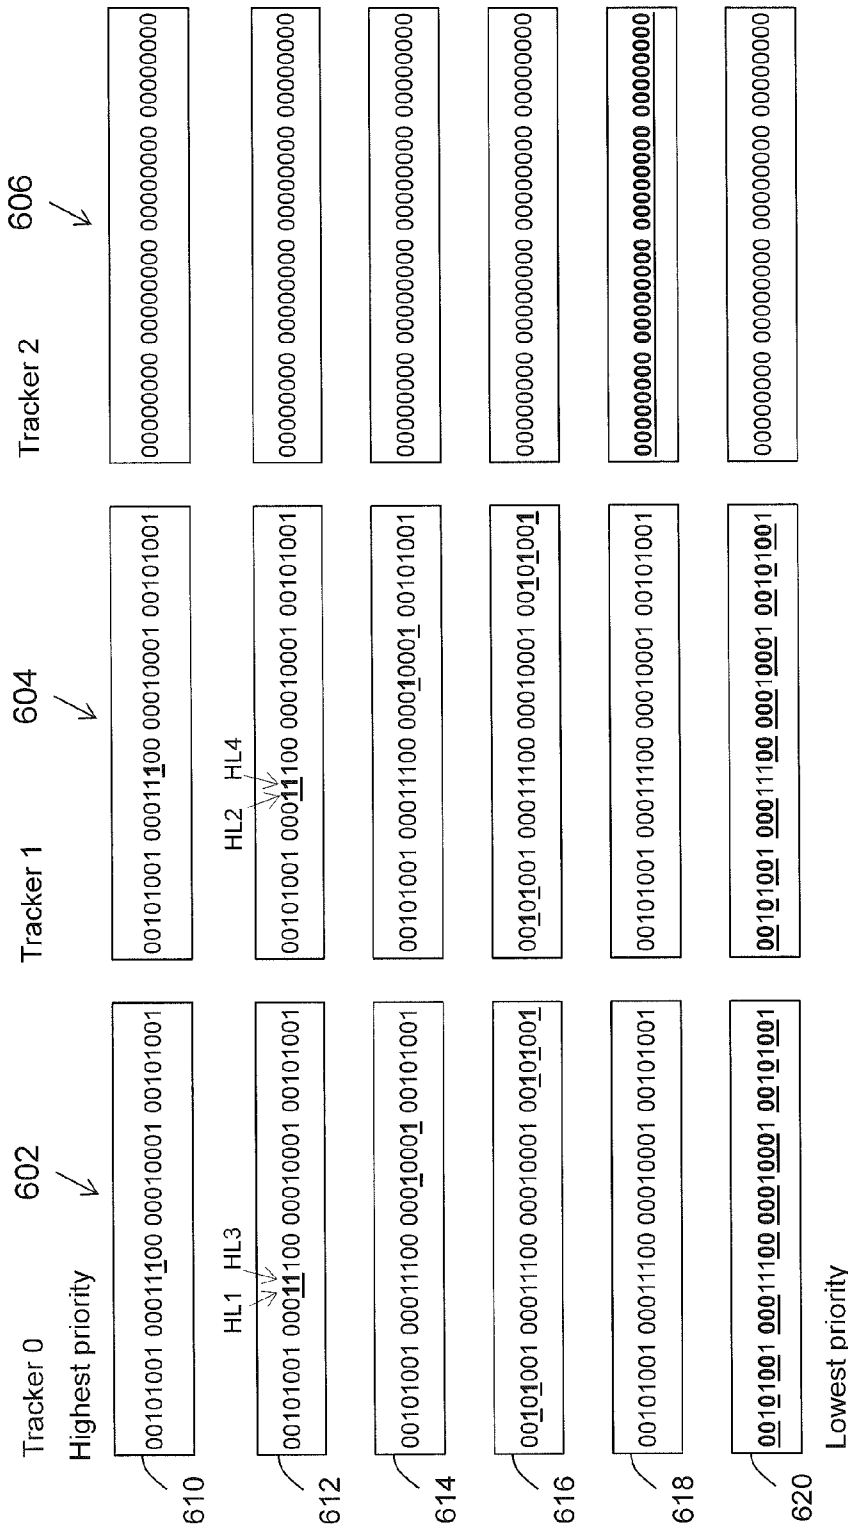 Tracker 0 Tracker 1 Tracker 2
602 604 606
Highest priority
610 00101001 00011100 00010001 00101001 00101001 00011100 00010001 00101001 00000000 00000000 00000000 00000000
HL1 HL3 HL2 HL4
612 00101001 00011100 00010001 00101001 00101001 00011100 00010001 00101001 00000000 00000000 00000000 00000000
614 00101001 00011100 00010001 00101001 00101001 00011100 00010001 00101001 00000000 00000000 00000000 00000000
616 00101001 00011100 00010001 00101001 00101001 00011100 00010001 00101001 00000000 00000000 00000000 00000000
618 00101001 00011100 00010001 00101001 00101001 00011100 00010001 00101001 00000000 00000000 00000000 00000000
620 00101001 00011100 00010001 00101001 00101001 00011100 00010001 00101001 00000000 00000000 00000000 00000000
Lowest priority